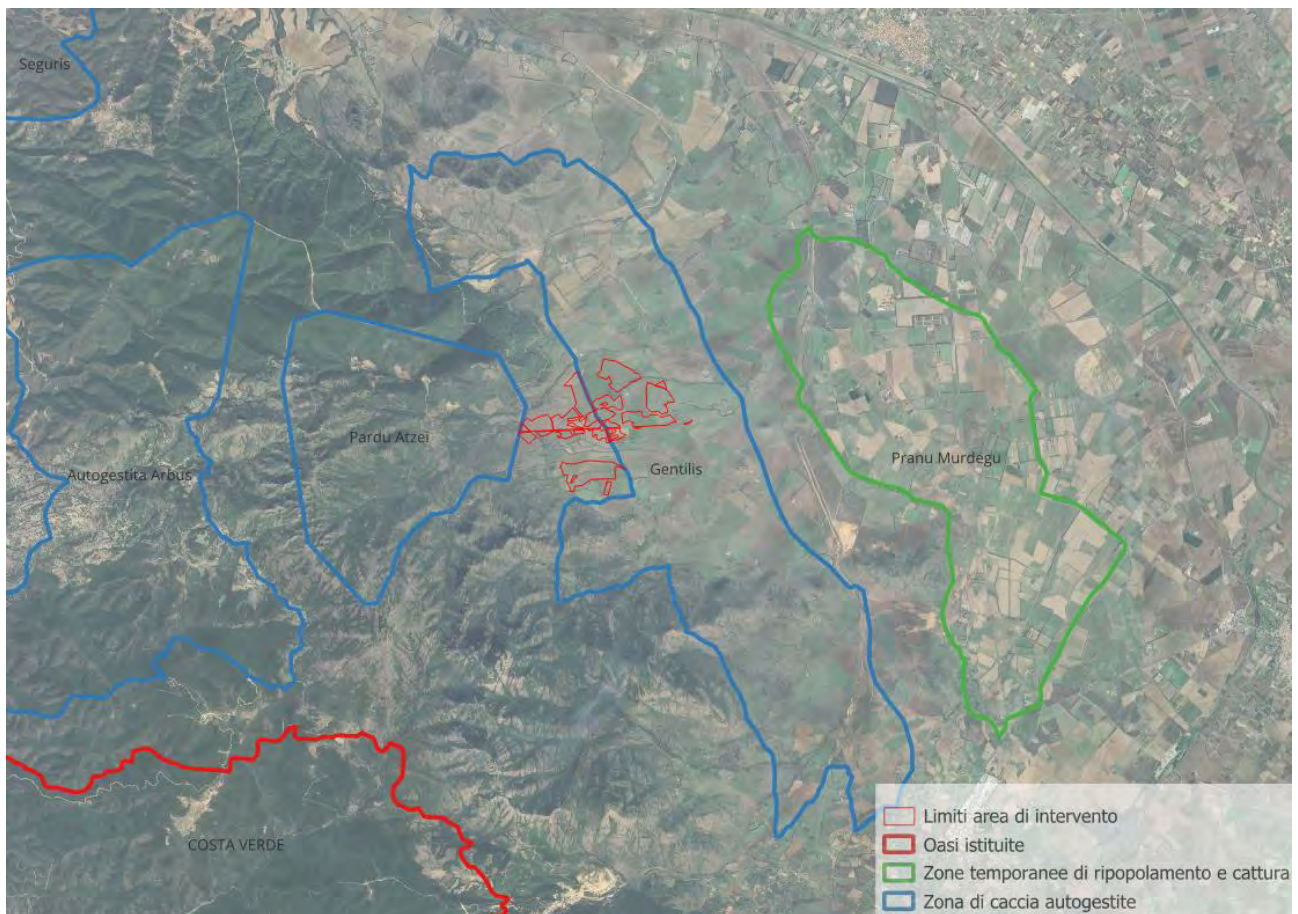 Seguris
Pardu Atzei
Autogestita Arbus
Gentilis
Pranu Murdegu
COSTA VERDE
Limiti area di intervento
Oasi istituite
Zone temporanee di ripopolamento e cattura
Zona di caccia autogestite